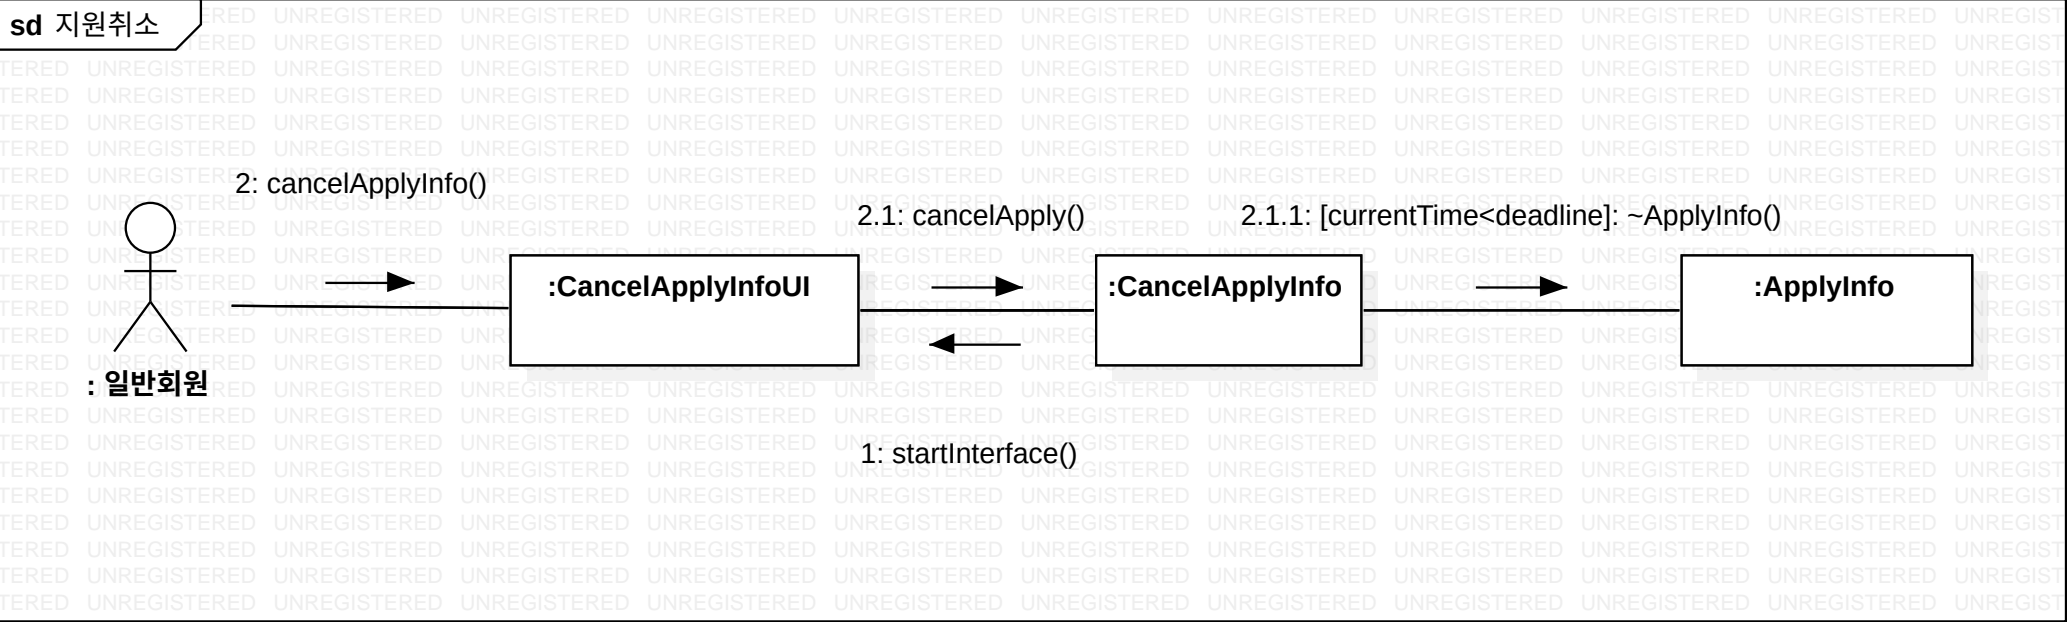 sd 지원취소
2: cancelApplyInfo()
2.1: cancelApply()
2.1.1: [currentTime<deadline]: ~ApplyInfo()
:CancelApplyInfoUI
:CancelApplyInfo
:ApplyInfo
: 일반회원
1: startInterface()
UNREGISTERED